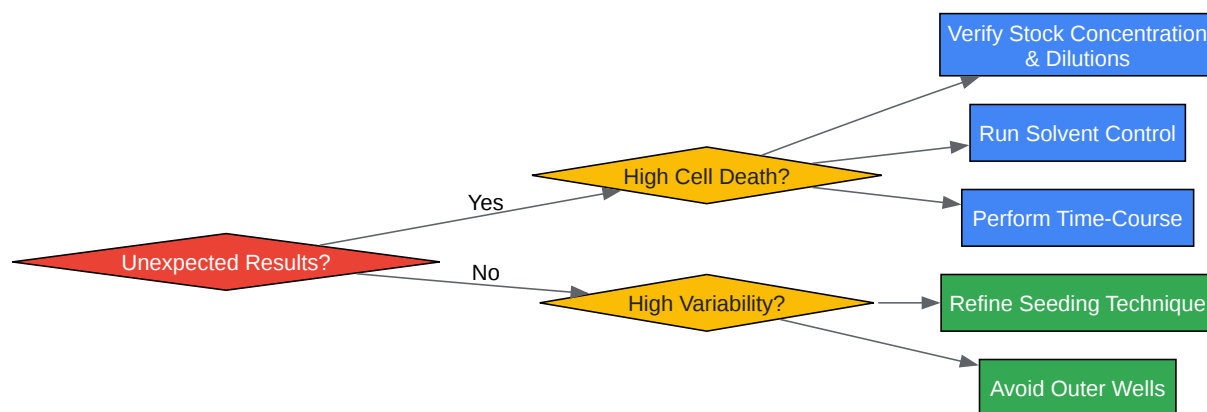 Verify Stock Concentration
& Dilutions
Run Solvent Control
High Cell Death?
Yes
Perform Time-Course
Unexpected Results?
No
High Variability?
Refine Seeding Technique
Avoid Outer Wells